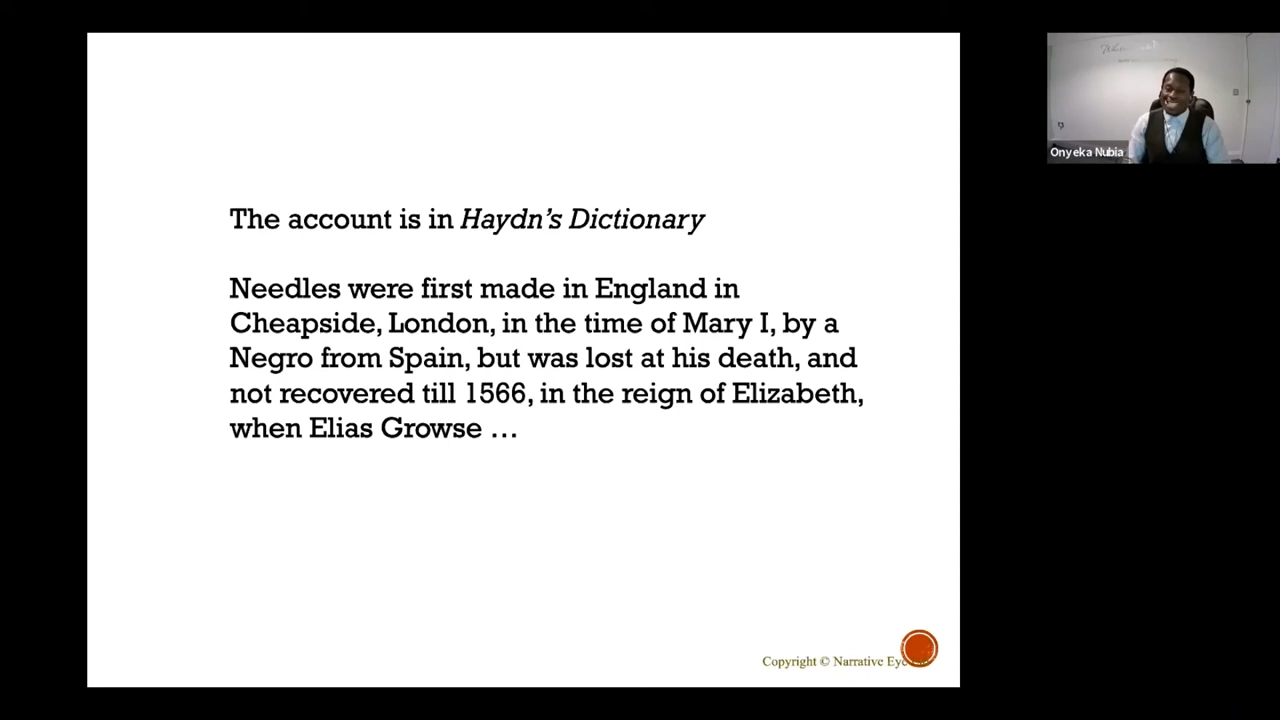 The account is in Haydn's Dictionary
Needles were first made in England in
Cheapside, London, in the time of Mary I, by a
Negro from Spain, but was lost at his death, and
not recovered till 1566, in the reign of Elizabeth,
when Elias Growse …
Copyright © Narrative Eye
Onyeka Nubia